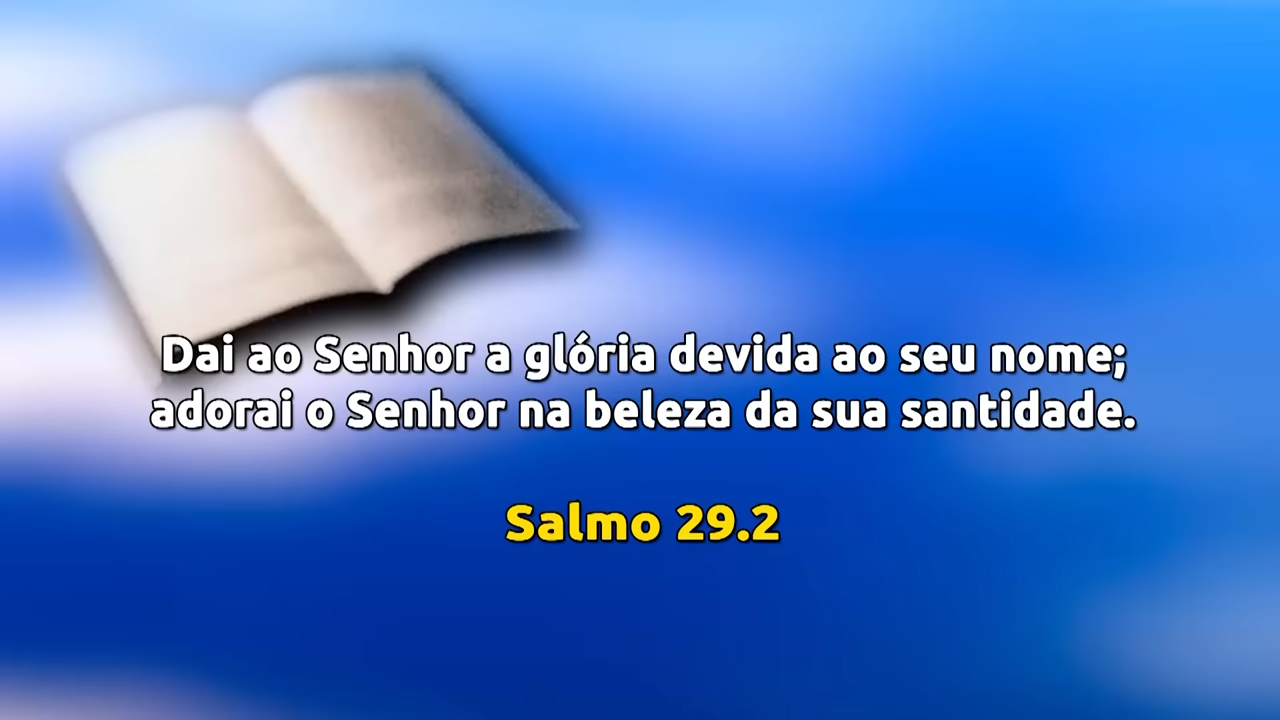 Dai ao Senhor a glória devida ao seu nome;
adorai o Senhor na beleza da sua santidade.
Salmo 29.2